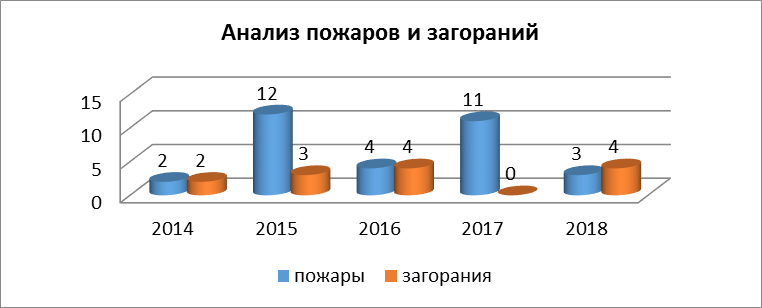 Анализ пожаров и загораний
15
10
5
0
2 2 12 3 4 4 11 0 3 4
2014 2015 2016 2017 2018
пожары загорания